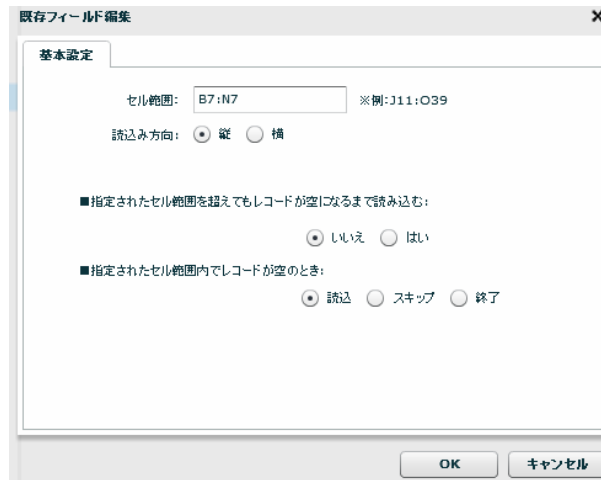 既存フィールド編集
基本設定
セル範囲: B7:N7 ※例:J11:O39
読込み方向: 縦 横
■指定されたセル範囲を超えてもレコードが空になるまで読み込む:
いいえ はい
■指定されたセル範囲内でレコードが空のとき:
読込 スキップ 終了
OK キャンセル